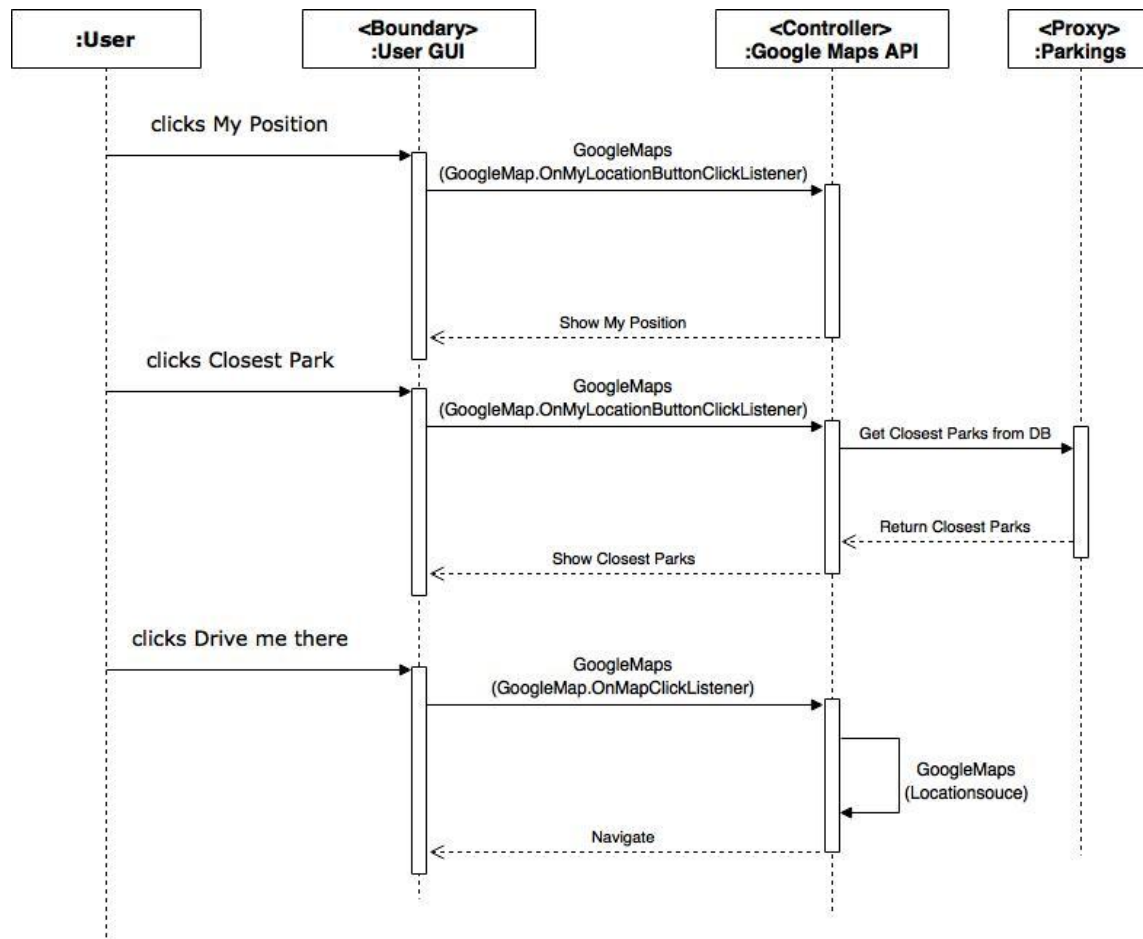 :User
<Boundary>
:User GUI
<Controller>
:Google Maps API
<Proxy>
:Parkings
clicks My Position
GoogleMaps
(GoogleMap.OnMyLocationButtonClickListener)
Show My Position
clicks Closest Park
GoogleMaps
(GoogleMap.OnMyLocationButtonClickListener)
Get Closest Parks from DB
Return Closest Parks
Show Closest Parks
clicks Drive me there
GoogleMaps
(GoogleMap.OnMapClickListener)
GoogleMaps
(Locationsouce)
Navigate